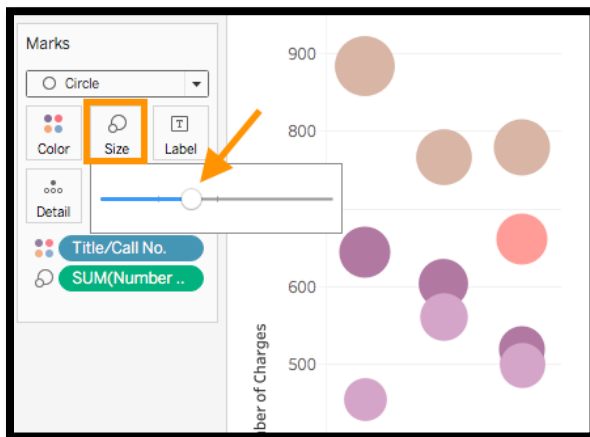 Marks
Circle
Color Size Label
Detail
Title/Call No.
SUM(Number ..
900
800
600
500
ber of Charges